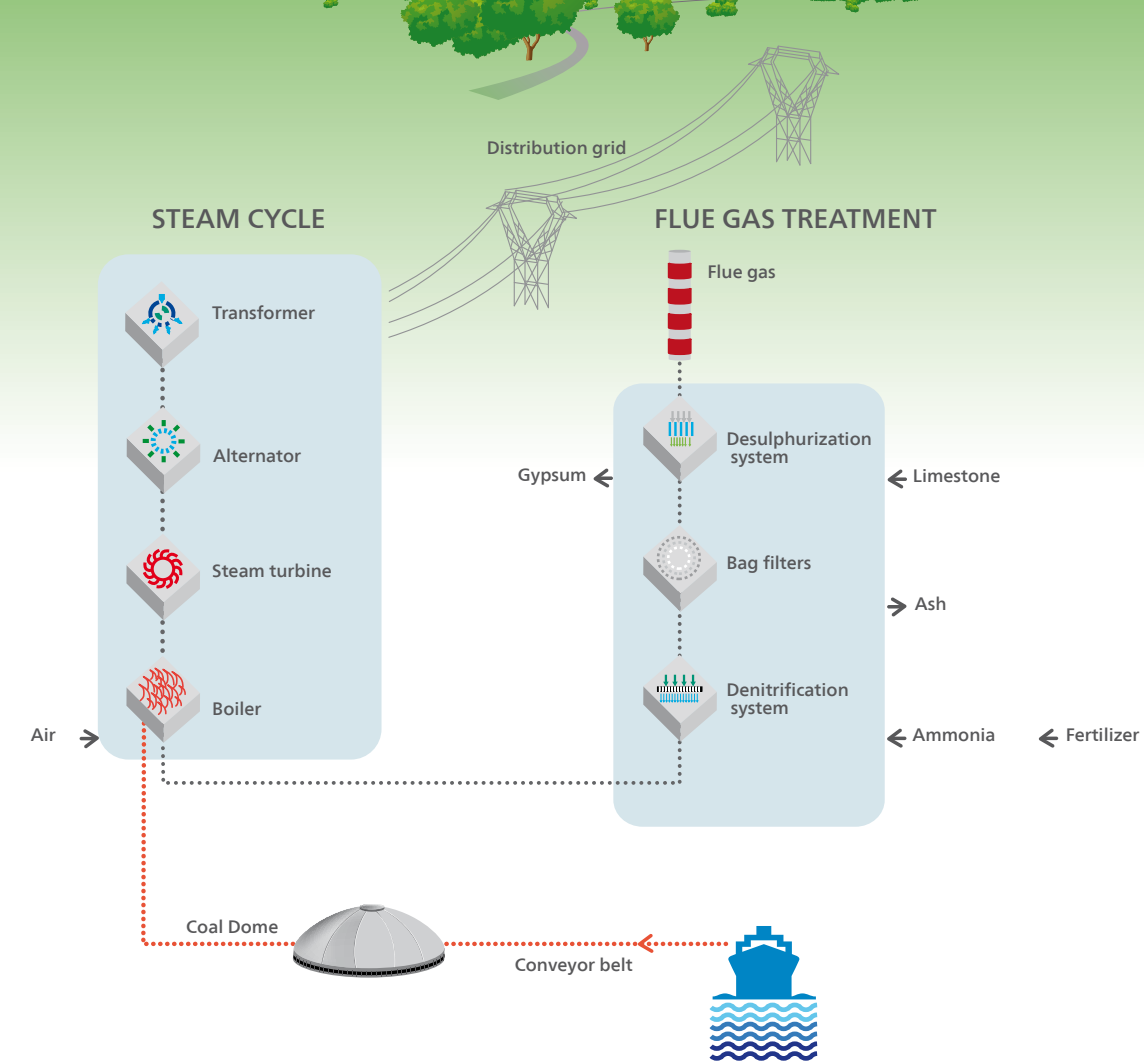 Distribution grid
STEAM CYCLE
FLUE GAS TREATMENT
Flue gas
Transformer
Desulphurization
system
Alternator
Gypsum
Limestone
Bag filters
Steam turbine
Ash
Denitrification
system
Boiler
Air
Ammonia
Fertilizer
Coal Dome
Conveyor belt